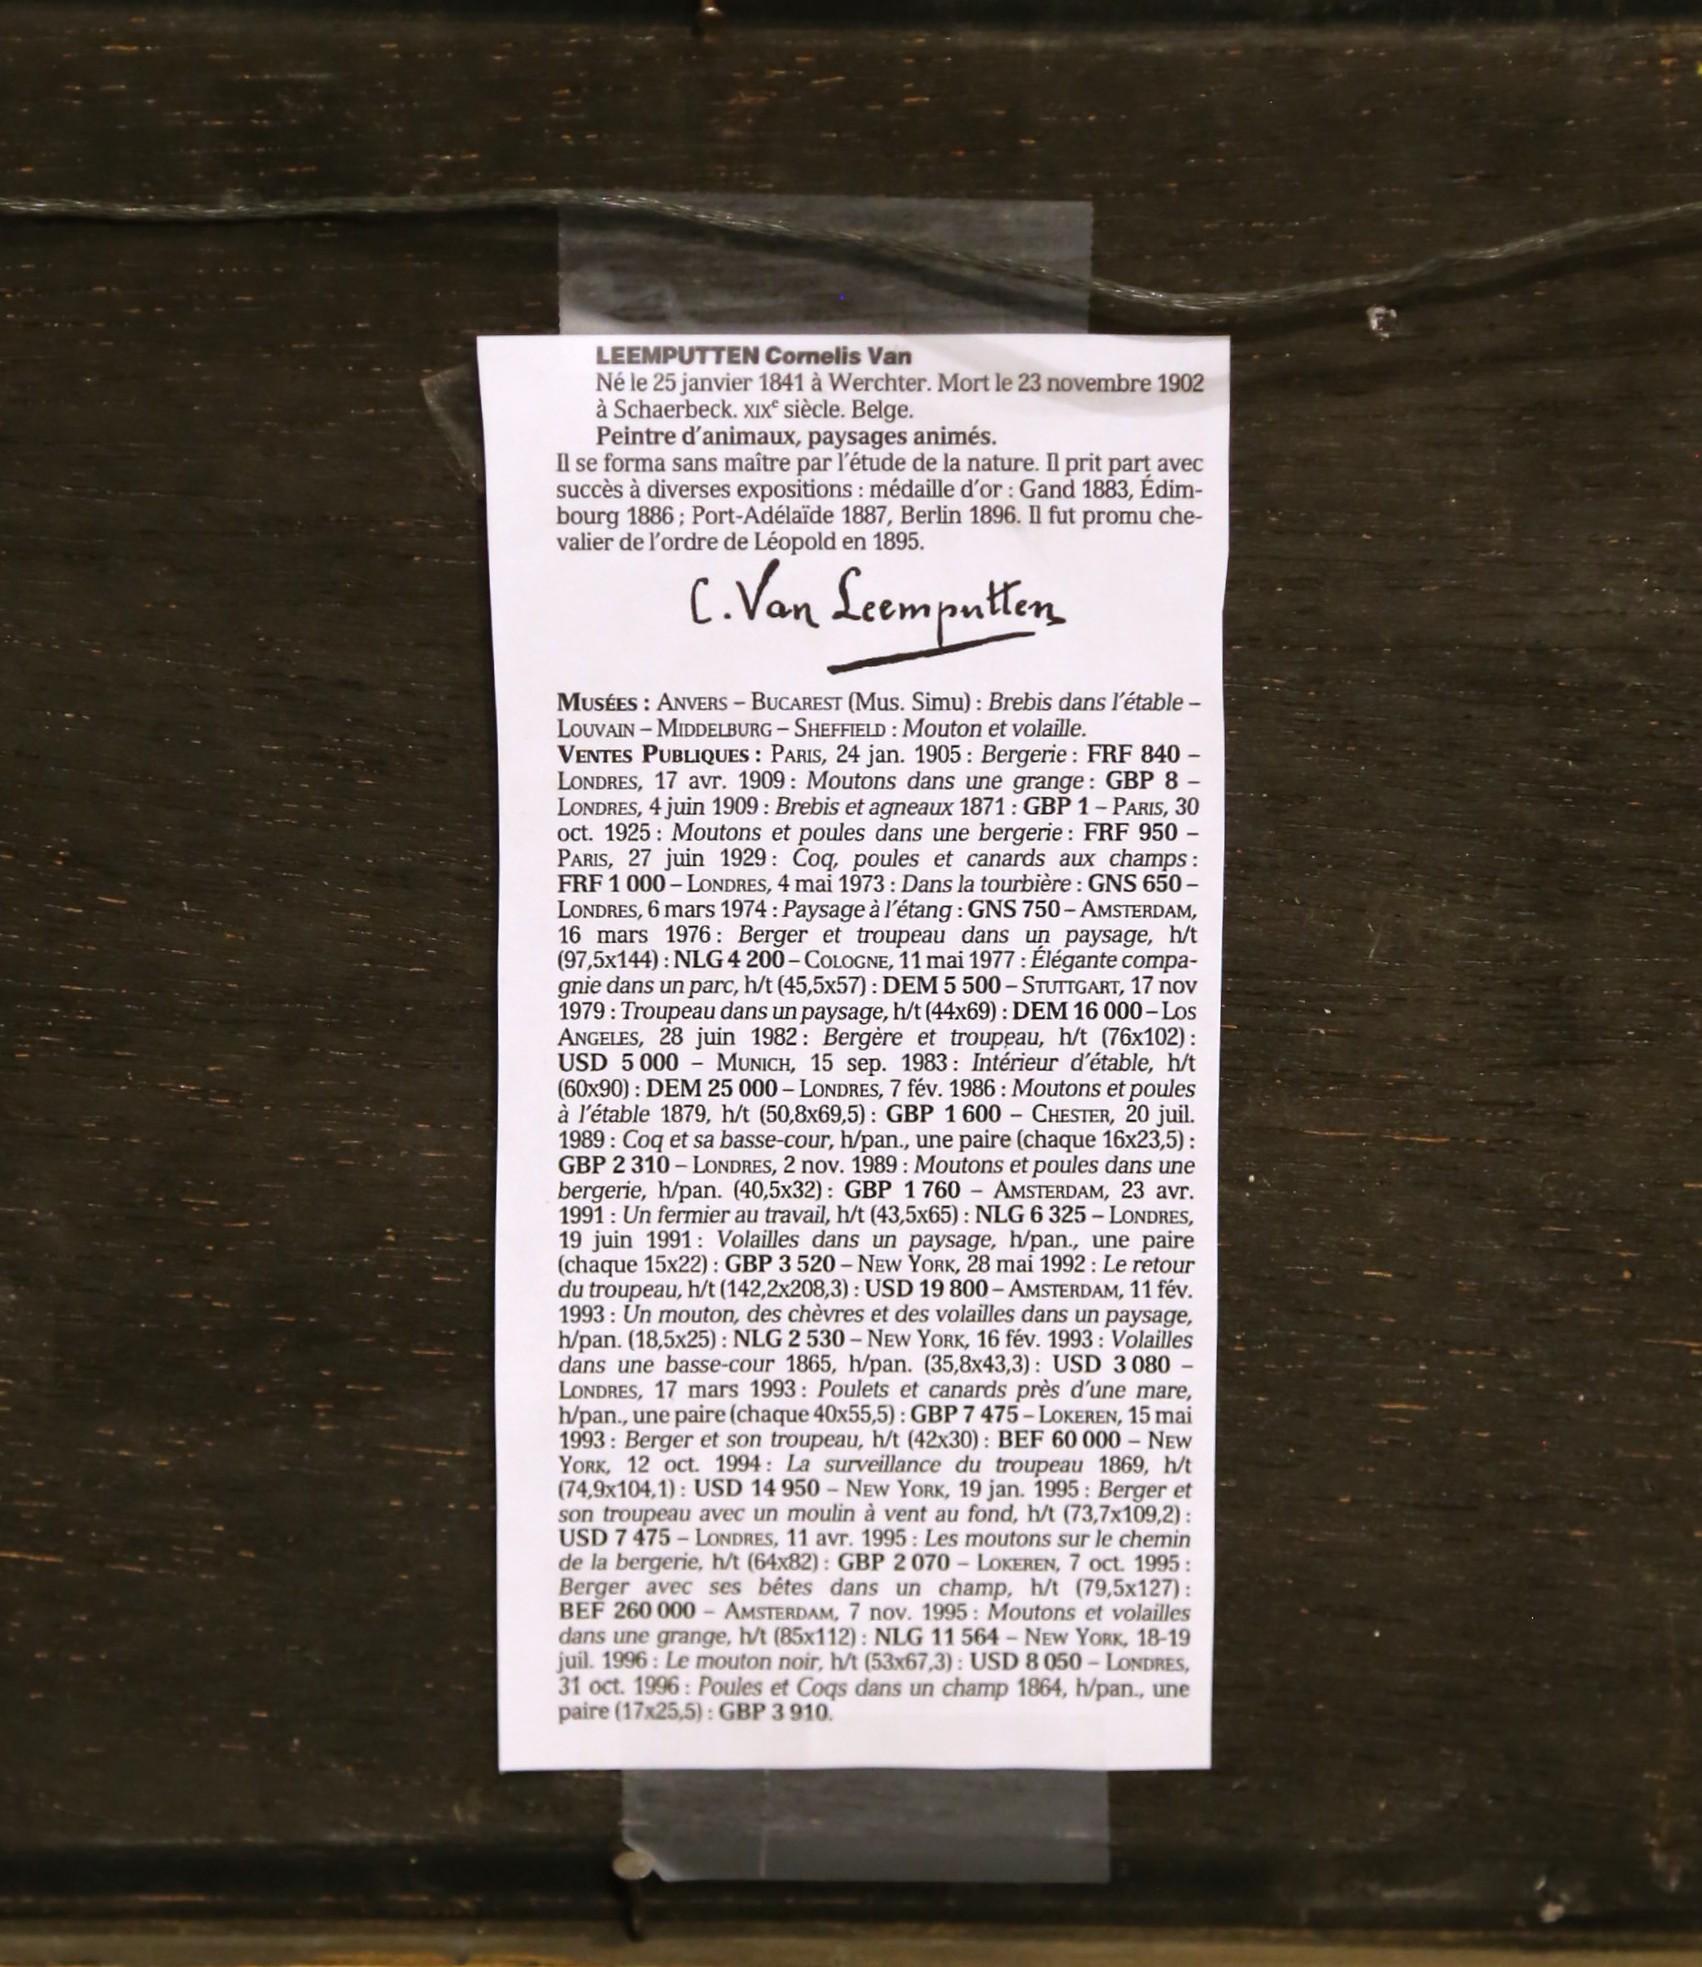 LEEMPUTTEN Cornelis Van
Né le 25 janvier 1841 à Werchter. Mort le 23 novembre 1902
à Schaerbeck. XIXe siècle. Belge.
Peintre d'animaux, paysages animés.
Il se forma sans maître par l'étude de la nature. Il prit part avec
succès à diverses expositions : médaille d'or : Gand 1883, Édim-
bourg 1886 ; Port-Adélaïde 1887, Berlin 1896. Il fut promu che-
valier de l'ordre de Léopold en 1895.
C. Van Leemputten
MUSÉES : ANVERS – BUCAREST (Mus. Simu) : Brebis dans l'étable –
LOUVAIN – MIDDELBURG – SHEFFIELD : Mouton et volaille.
VENTES PUBLIQUES : PARIS, 24 jan. 1905 : Bergerie : FRF 840 –
LONDRES, 17 avr. 1909 : Moutons dans une grange : GBP 8 –
LONDRES, 4 juin 1909 : Brebis et agneaux 1871 : GBP 1 – PARIS, 30
oct. 1925 : Moutons et poules dans une bergerie : FRF 950 –
PARIS, 27 juin 1929 : Coq, poules et canards aux champs :
FRF 1 000 – LONDRES, 4 mai 1973 : Dans la tourbière : GNS 650 –
LONDRES, 6 mars 1974 : Paysage à l'étang : GNS 750 – AMSTERDAM,
16 mars 1976 : Berger et troupeau dans un paysage, h/t
(97,5x144) : NLG 4 200 – COLOGNE, 11 mai 1977 : Élégante compa-
gnie dans un parc, h/t (45,5x57) : DEM 5 500 – STUTTGART, 17 nov
1979 : Troupeau dans un paysage, h/t (44x69) : DEM 16 000 – LOS
ANGELES, 28 juin 1982 : Bergère et troupeau, h/t (76x102) :
USD 5 000 – MUNICH, 15 sep. 1983 : Intérieur d'étable, h/t
(60x90) : DEM 25 000 – LONDRES, 7 fév. 1986 : Moutons et poules
à l'étable 1879, h/t (50,8x69,5) : GBP 1 600 – CHESTER, 20 juil.
1989 : Coq et sa basse-cour, h/pan., une paire (chaque 16x23,5) :
GBP 2 310 – LONDRES, 2 nov. 1989 : Moutons et poules dans une
bergerie, h/pan. (40,5x32) : GBP 1 760 – AMSTERDAM, 23 avr.
1991 : Un fermier au travail, h/t (43,5x65) : NLG 6 325 – LONDRES,
19 juin 1991 : Volailles dans un paysage, h/pan., une paire
(chaque 15x22) : GBP 3 520 – NEW YORK, 28 mai 1992 : Le retour
du troupeau, h/t (142,2x208,3) : USD 19 800 – AMSTERDAM, 11 fév.
1993 : Un mouton, des chèvres et des volailles dans un paysage,
h/pan. (18,5x25) : NLG 2 530 – NEW YORK, 16 fév. 1993 : Volailles
dans une basse-cour 1865, h/pan. (35,8x43,3) : USD 3 080 –
LONDRES, 17 mars 1993 : Poulets et canards près d'une mare,
h/pan., une paire (chaque 40x55,5) : GBP 7 475 – LOKEREN, 15 mai
1993 : Berger et son troupeau, h/t (42x30) : BEF 60 000 – NEW
YORK, 12 oct. 1994 : La surveillance du troupeau 1869, h/t
(74,9x104,1) : USD 14 950 – NEW YORK, 19 jan. 1995 : Berger et
son troupeau avec un moulin à vent au fond, h/t (73,7x109,2) :
USD 7 475 – LONDRES, 11 avr. 1995 : Les moutons sur le chemin
de la bergerie, h/t (64x82) : GBP 2 070 – LOKEREN, 7 oct. 1995 :
Berger avec ses bêtes dans un champ, h/t (79,5x127) :
BEF 260 000 – AMSTERDAM, 7 nov. 1995 : Moutons et volailles
dans une grange, h/t (85x112) : NLG 11 564 – NEW YORK, 18-19
juil. 1996 : Le mouton noir, h/t (53x67,3) : USD 8 050 – LONDRES,
31 oct. 1996 : Poules et Coqs dans un champ 1864, h/pan., une
paire (17x25,5) : GBP 3 910.